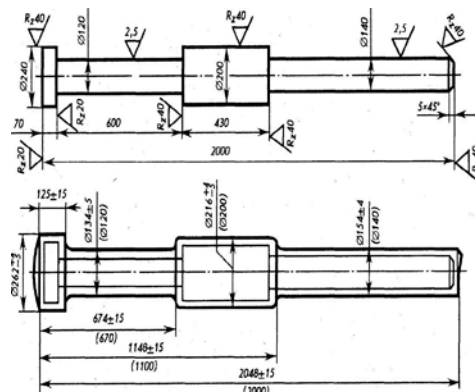 Rz40
Ø120
2,5
Rz40
Ø140
2,5
Rz40
Ø240
Ø200
70
Rz20
600
Rz40
430
Rz40
5×45°
Rz20
2000
Rz40
125±15
Ø134±5
(Ø120)
Ø216
(Ø200)
Ø154±4
(Ø140)
Ø262
674±15
(670)
1148±15
(1100)
2048±15
(2000)